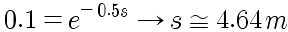 0.1 = e^{-0.5s} → s ≅ 4.64 m